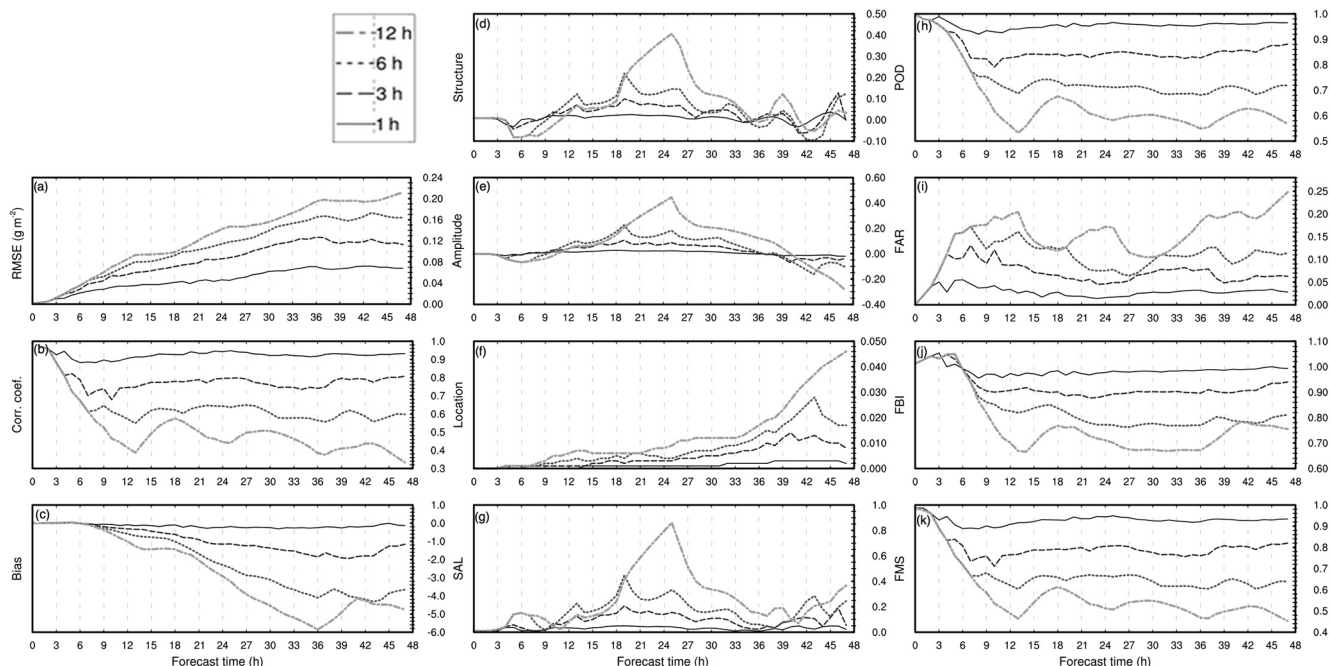 12 h
6 h
3 h
1 h
(a)
RMSE (g m-2)
0.24
0.20
0.16
0.12
0.08
0.04
0.00
0 3 6 9 12 15 18 21 24 27 30 33 36 39 42 45 48
(b)
Corr. coef.
1.0
0.9
0.8
0.7
0.6
0.5
0.4
0.3
0 3 6 9 12 15 18 21 24 27 30 33 36 39 42 45 48
(c)
Bias
1.0
0.0
-1.0
-2.0
-3.0
-4.0
-5.0
-6.0
0 3 6 9 12 15 18 21 24 27 30 33 36 39 42 45 48
Forecast time (h)
(d)
Structure
0.50
0.40
0.30
0.20
0.10
0.00
-0.10
0 3 6 9 12 15 18 21 24 27 30 33 36 39 42 45 48
(e)
Amplitude
0.60
0.40
0.20
0.00
-0.20
-0.40
0 3 6 9 12 15 18 21 24 27 30 33 36 39 42 45 48
(f)
Location
0.050
0.040
0.030
0.020
0.010
0.000
0 3 6 9 12 15 18 21 24 27 30 33 36 39 42 45 48
(g)
SAL
1.0
0.8
0.6
0.4
0.2
0.0
0 3 6 9 12 15 18 21 24 27 30 33 36 39 42 45 48
Forecast time (h)
(h)
POD
1.0
0.9
0.8
0.7
0.6
0.5
0 3 6 9 12 15 18 21 24 27 30 33 36 39 42 45 48
(i)
FAR
0.25
0.20
0.15
0.10
0.05
0.00
0 3 6 9 12 15 18 21 24 27 30 33 36 39 42 45 48
(j)
FBI
1.10
1.00
0.90
0.80
0.70
0.60
0 3 6 9 12 15 18 21 24 27 30 33 36 39 42 45 48
(k)
FMS
1.0
0.9
0.8
0.7
0.6
0.5
0.4
0 3 6 9 12 15 18 21 24 27 30 33 36 39 42 45 48
Forecast time (h)